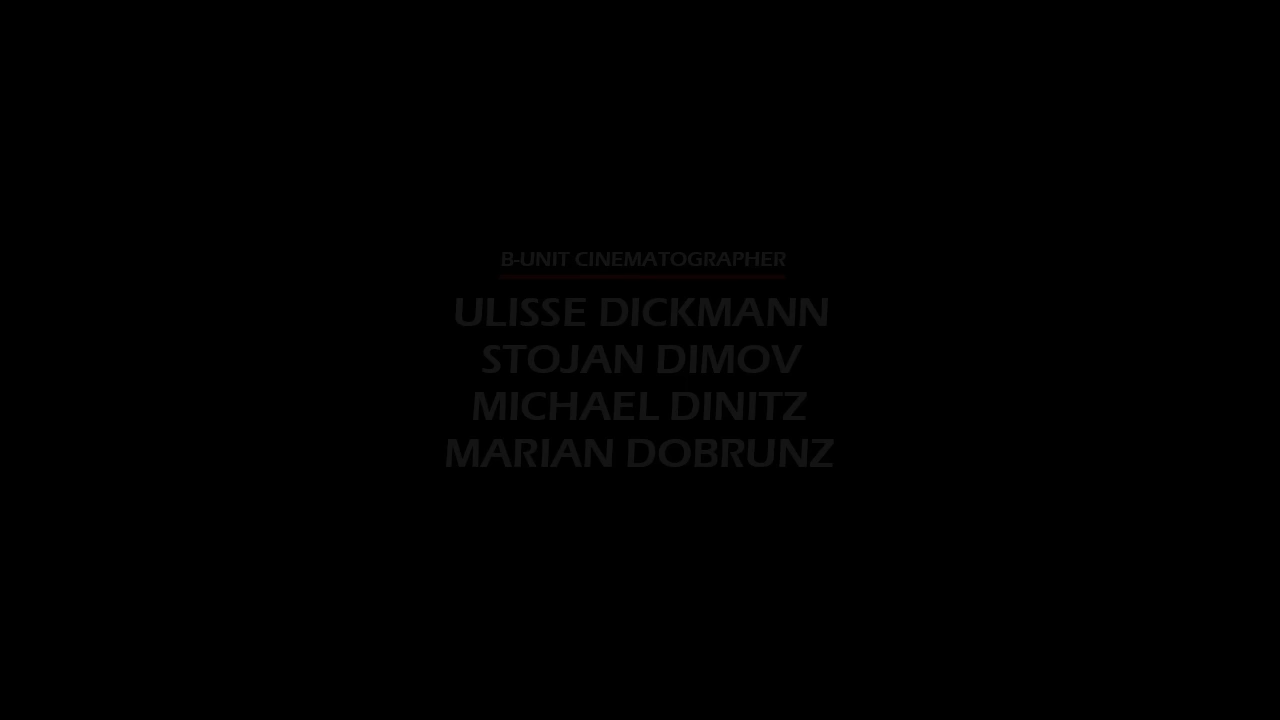 B-UNIT CINEMATOGRAPHER
ULISSE DICKMANN
STOJAN DIMOV
MICHAEL DINITZ
MARIAN DOBRUNZ